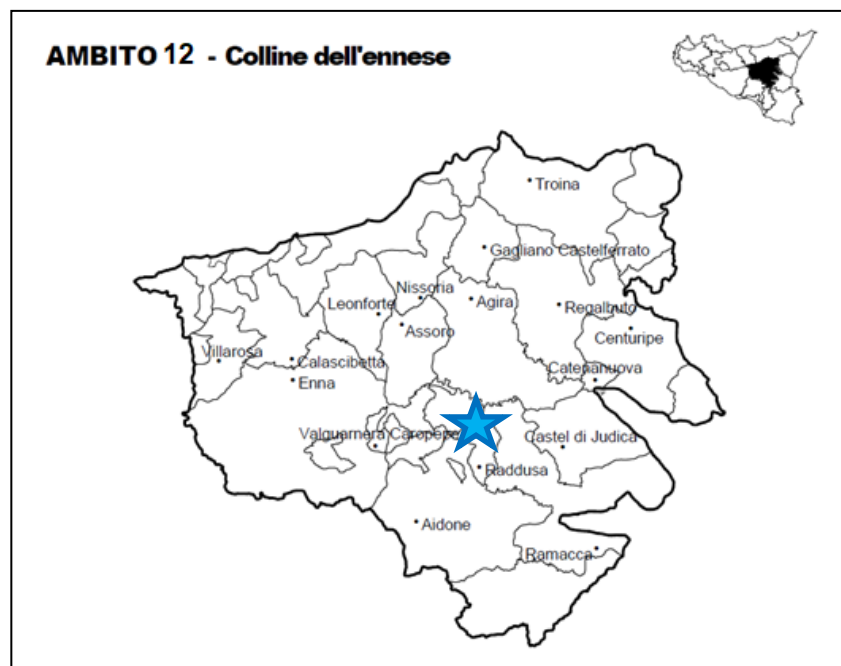 AMBITO 12 - Colline dell'ennese
Troina
Gagliano Castelferrato
Nissoria
Leonforte
Agira
Regalbuto
Assoro
Centuripe
Villarosa
Calascibetta
Catenanuova
Enna
Valguarnera Caropepe
Castel di Judica
Raddusa
Aidone
Ramacca